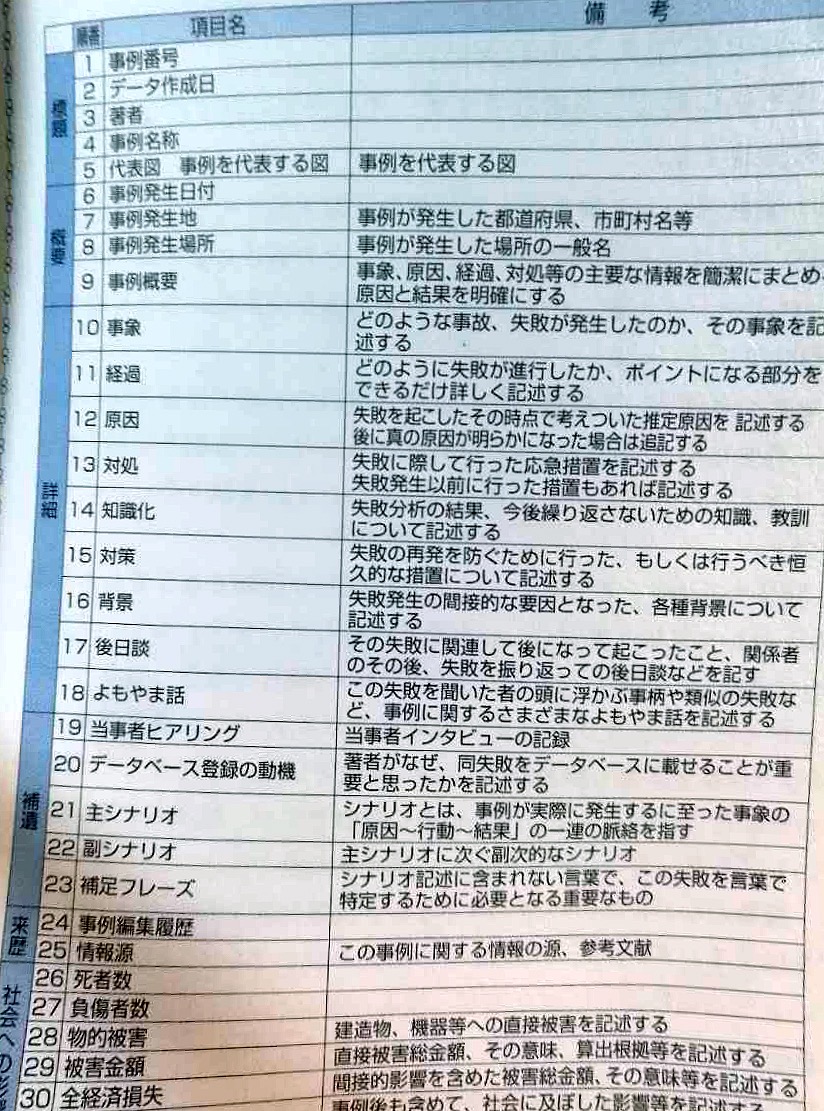 順番 項目名 備考
標題
1 事例番号
2 データ作成日
3 著者
4 事例名称
5 代表図 事例を代表する図 事例を代表する図
概要
6 事例発生日付
7 事例発生地 事例が発生した都道府県、市町村名等
8 事例発生場所 事例が発生した場所の一般名
9 事例概要 事象、原因、経過、対処等の主要な情報を簡潔にまとめ
原因と結果を明確にする
詳細
10 事象 どのような事故、失敗が発生したのか、その事象を記
述する
11 経過 どのように失敗が進行したか、ポイントになる部分を
できるだけ詳しく記述する
12 原因 失敗を起こしたその時点で考えついた推定原因を 記述する
後に真の原因が明らかになった場合は追記する
13 対処 失敗に際して行った応急措置を記述する
失敗発生以前に行った措置もあれば記述する
14 知識化 失敗分析の結果、今後繰り返さないための知識、教訓
について記述する
15 対策 失敗の再発を防ぐために行った、もしくは行うべき恒
久的な措置について記述する
16 背景 失敗発生の間接的な要因となった、各種背景について
記述する
17 後日談 その失敗に関連して後になって起こったこと、関係者
のその後、失敗を振り返っての後日談などを記す
18 よもやま話 この失敗を聞いた者の頭に浮かぶ事柄や類似の失敗な
ど、事例に関するさまざまなよもやま話を記述する
補遺
19 当事者ヒアリング 当事者インタビューの記録
20 データベース登録の動機 著者がなぜ、同失敗をデータベースに載せることが重
要と思ったかを記述する
21 主シナリオ シナリオとは、事例が実際に発生するに至った事象の
「原因～行動～結果」の一連の脈絡を指す
22 副シナリオ 主シナリオに次ぐ副次的なシナリオ
23 補足フレーズ シナリオ記述に含まれない言葉で、この失敗を言葉で
特定するために必要となる重要なもの
来歴
24 事例編集履歴
25 情報源 この事例に関する情報の源、参考文献
社会への影
26 死者数
27 負傷者数
28 物的被害 建造物、機器等への直接被害を記述する
29 被害金額 直接被害総金額、その意味、算出根拠等を記述する
30 全経済損失 間接的影響を含めた被害総金額、その意味等を記述する
事例後も含めて、社会に及ぼした影響等を記述する